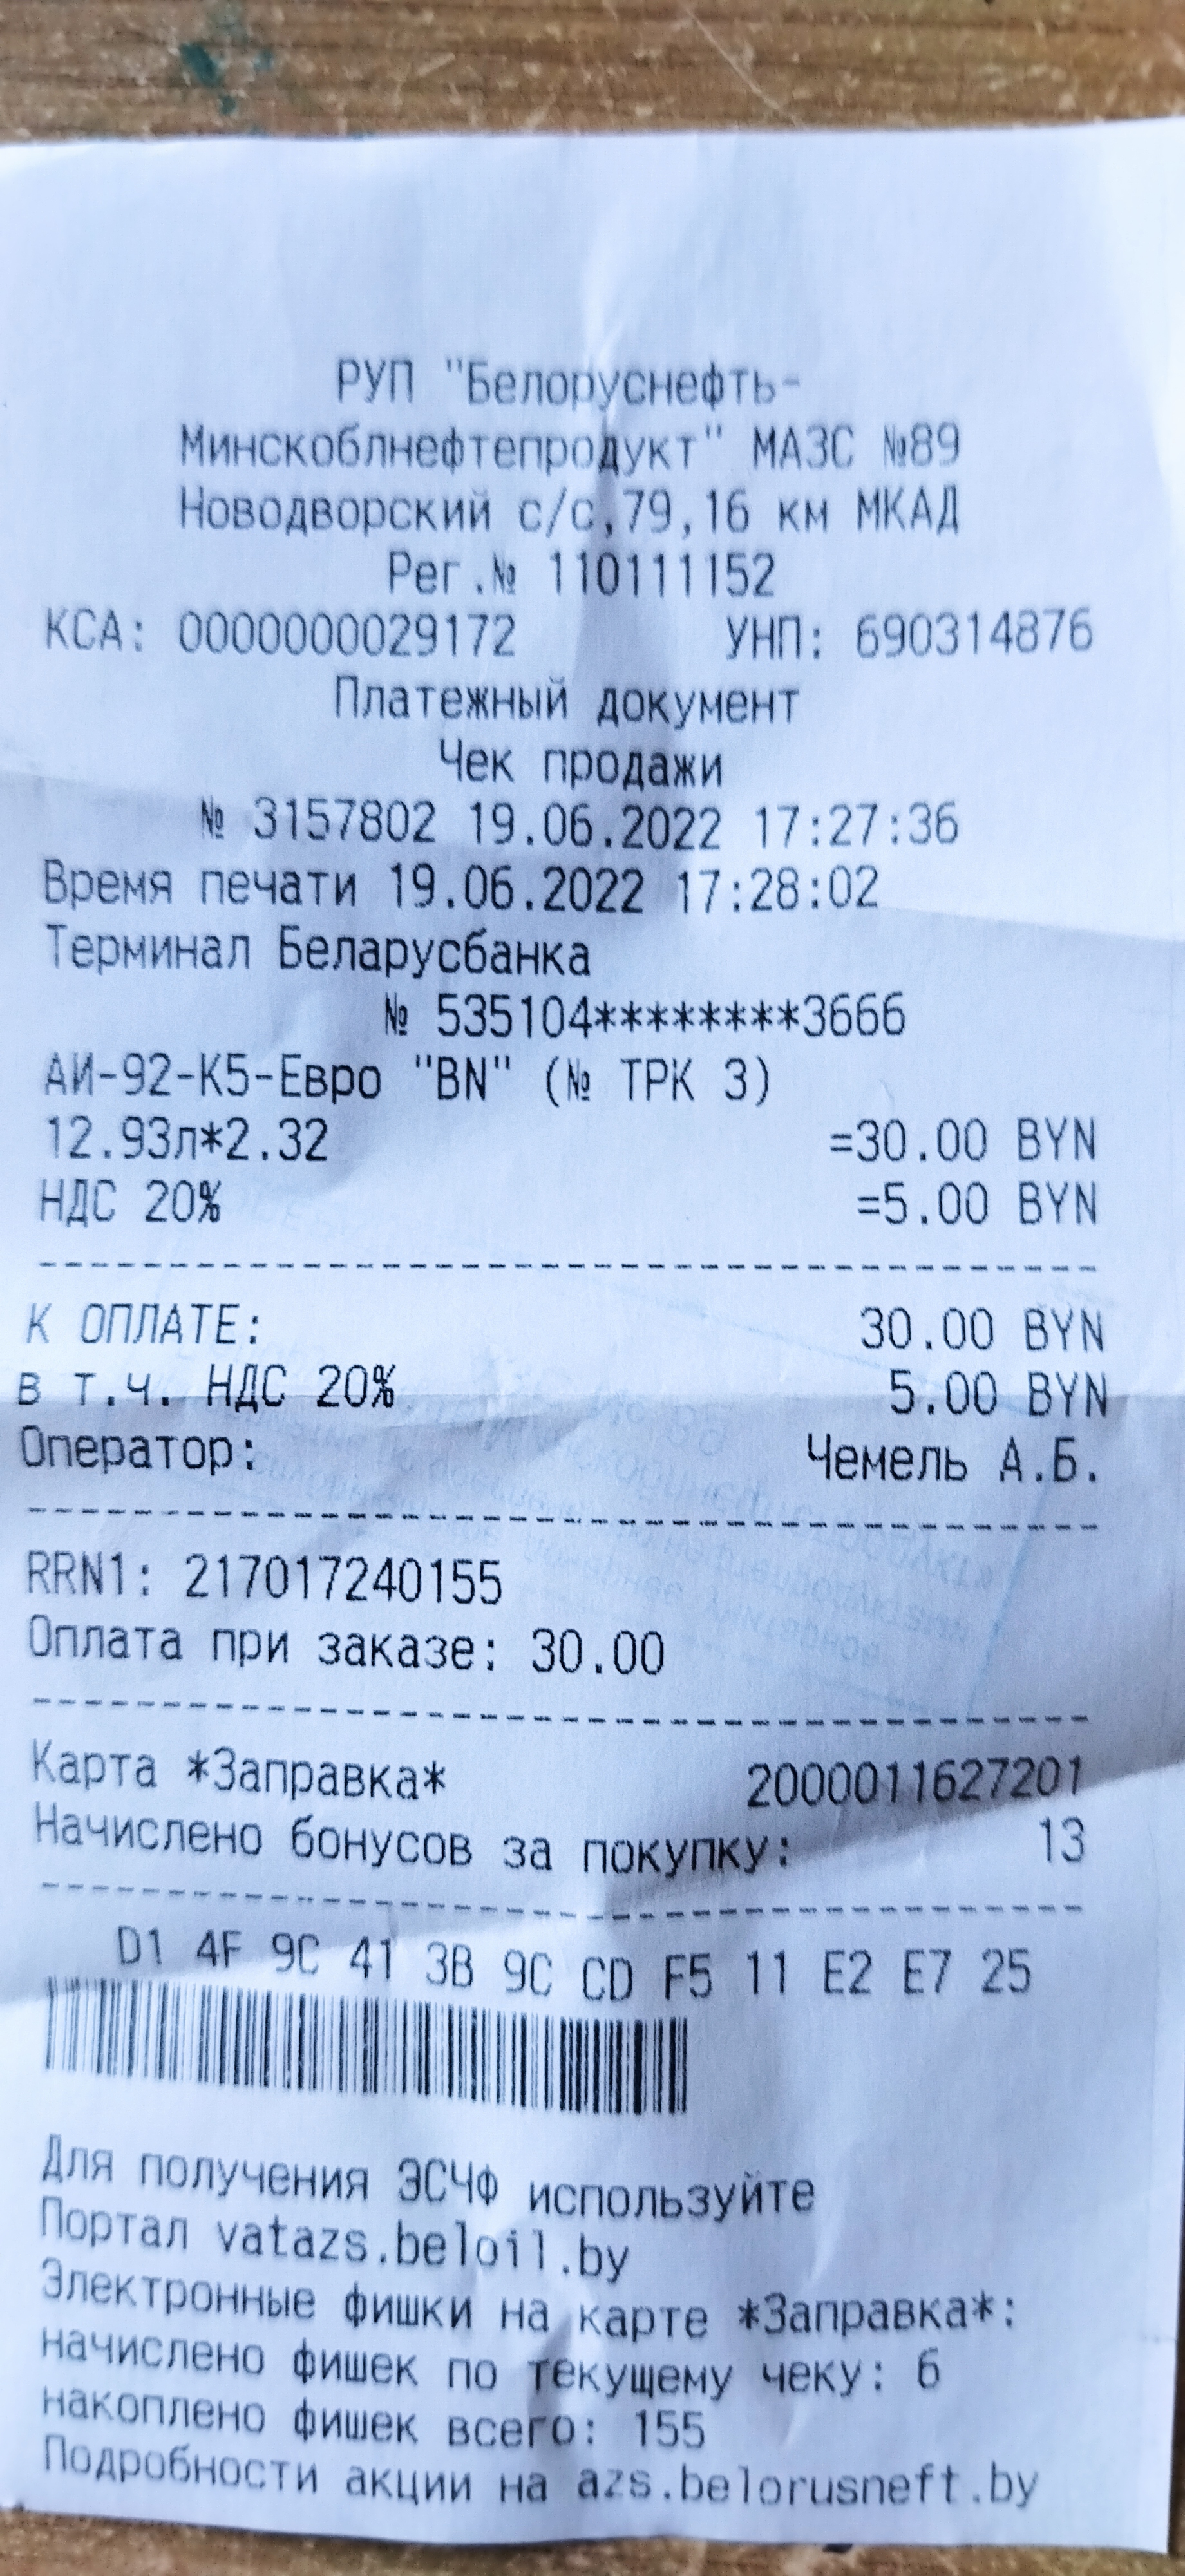 РУП "Белоруснефть-
Минскоблнефтепродукт" МАЗС №89
Новодворский с/с,79,16 км МКАД
Рег.№ 110111152
КСА: 0000000029172 УНП: 690314876
Платежный документ
Чек продажи
№ 3157802 19.06.2022 17:27:36
Время печати 19.06.2022 17:28:02
Терминал Беларусбанка
№ 535104********3666
АИ-92-К5-Евро "BN" (№ ТРК 3)
12.93л*2.32 =30.00 BYN
НДС 20% =5.00 BYN
К ОПЛАТЕ: 30.00 BYN
в т.ч. НДС 20% 5.00 BYN
Оператор: Чемель А.Б.
RRN1: 217017240155
Оплата при заказе: 30.00
Карта *Заправка* 2000011627201
Начислено бонусов за покупку: 13
D1 4F 9C 41 3B 9C CD F5 11 E2 E7 25
Для получения ЭСЧФ используйте
Портал vatazs.beloil.by
Электронные фишки на карте *Заправка*:
начислено фишек по текущему чеку: 6
накоплено фишек всего: 155
Подробности акции на azs.belorusneft.by